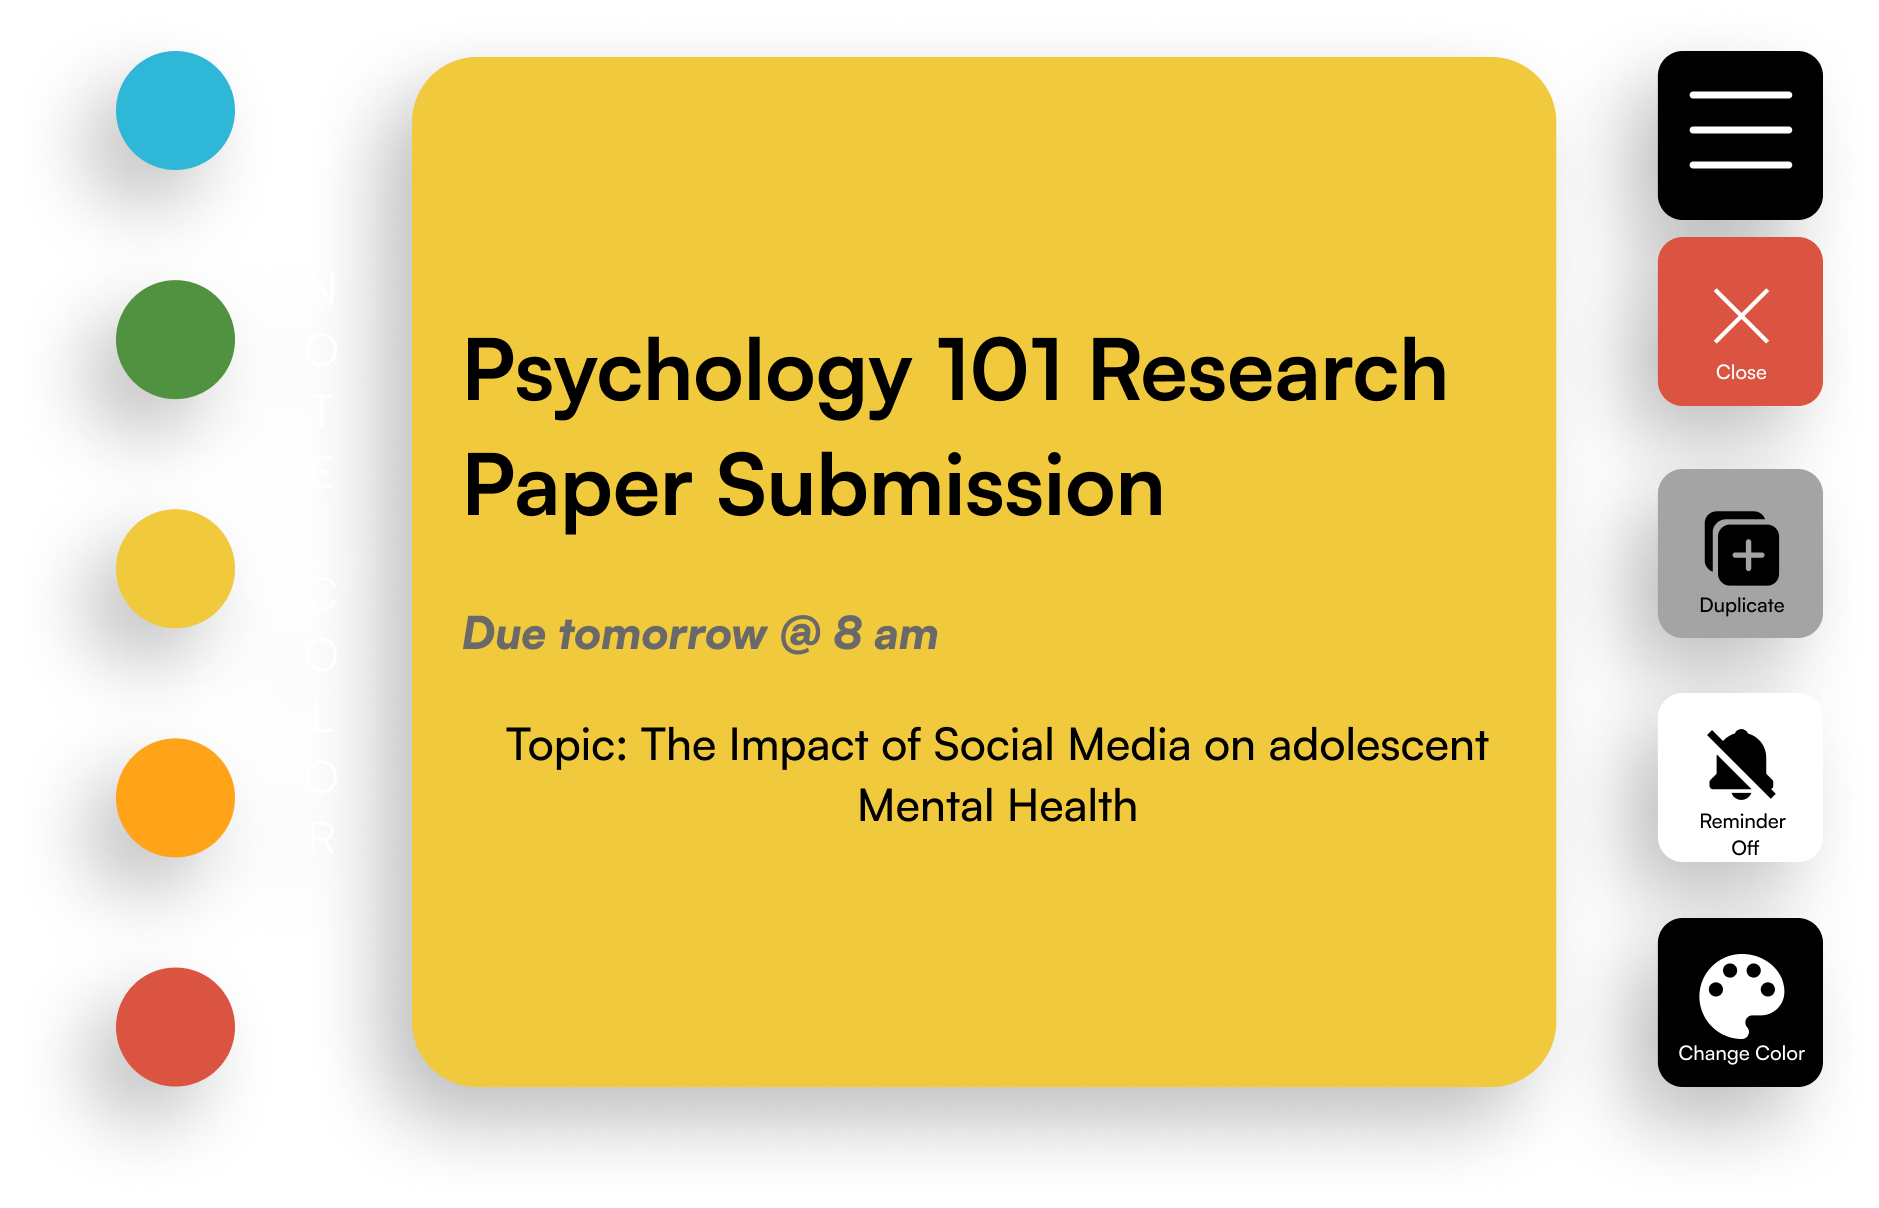 N
O
T
E
C
O
L
O
R
Psychology 101 Research
Paper Submission
Due tomorrow @ 8 am
Topic: The Impact of Social Media on adolescent
Mental Health
Close
Duplicate
Reminder
Off
Change Color